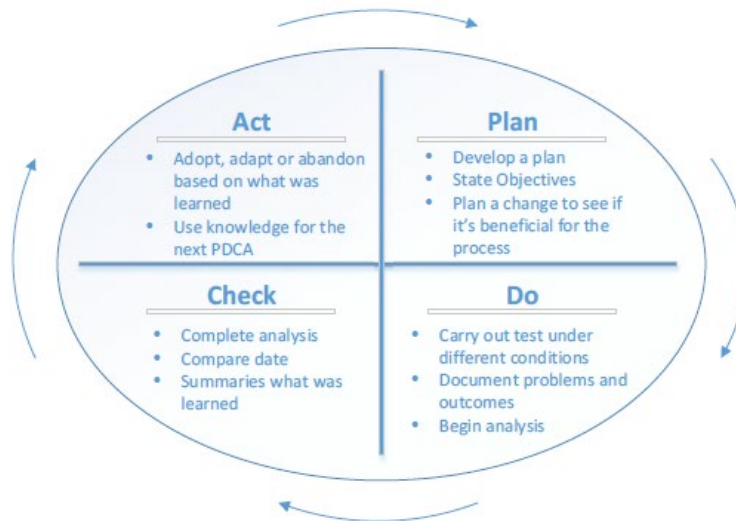 Act
• Adopt, adapt or abandon
based on what was
learned
• Use knowledge for the
next PDCA
Plan
• Develop a plan
• State Objectives
• Plan a change to see if
it's beneficial for the
process
Check
• Complete analysis
• Compare date
• Summaries what was
learned
Do
• Carry out test under
different conditions
• Document problems and
outcomes
• Begin analysis